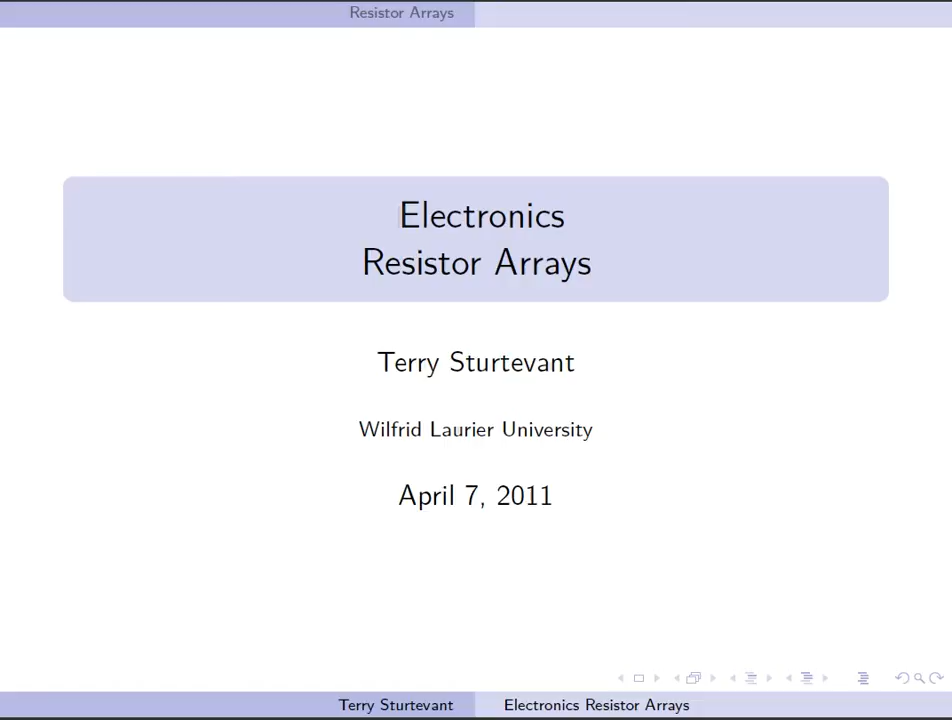 Resistor Arrays
Electronics
Resistor Arrays
Terry Sturtevant
Wilfrid Laurier University
April 7, 2011
Terry Sturtevant
Electronics Resistor Arrays